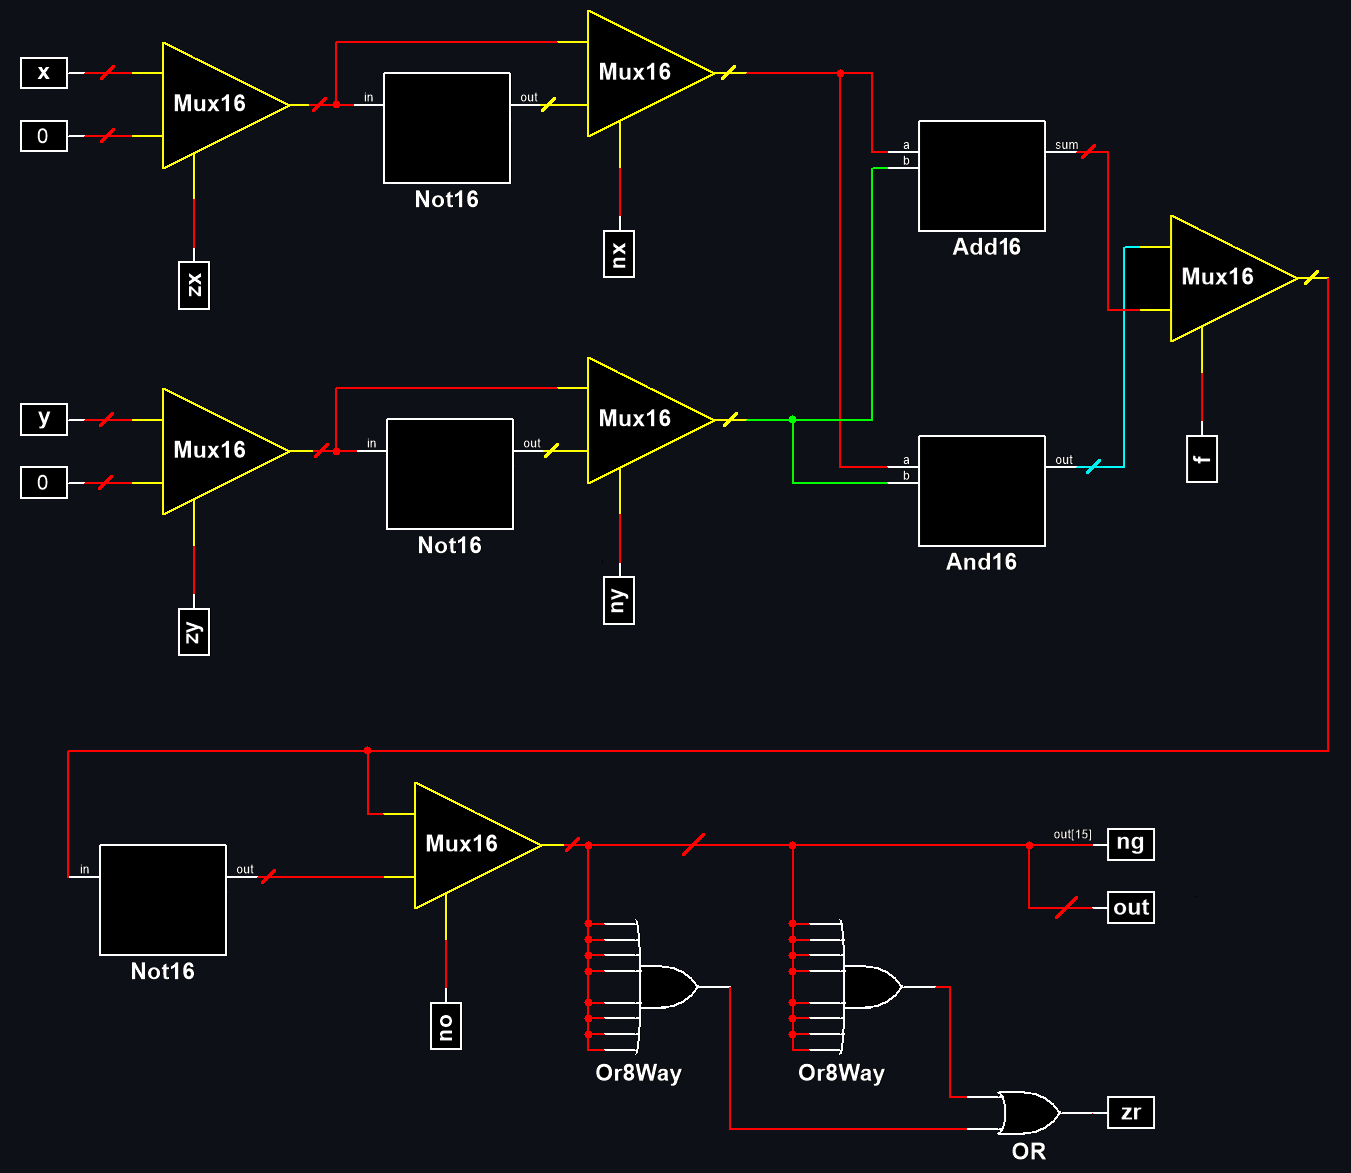 x
0
Mux16
zx
in
out
Not16
Mux16
nx
a
b
sum
Add16
Mux16
f
y
0
Mux16
zy
in
out
Not16
Mux16
ny
a
b
out
And16
in
out
Not16
Mux16
no
out[15]
ng
out
Or8Way
Or8Way
OR
zr